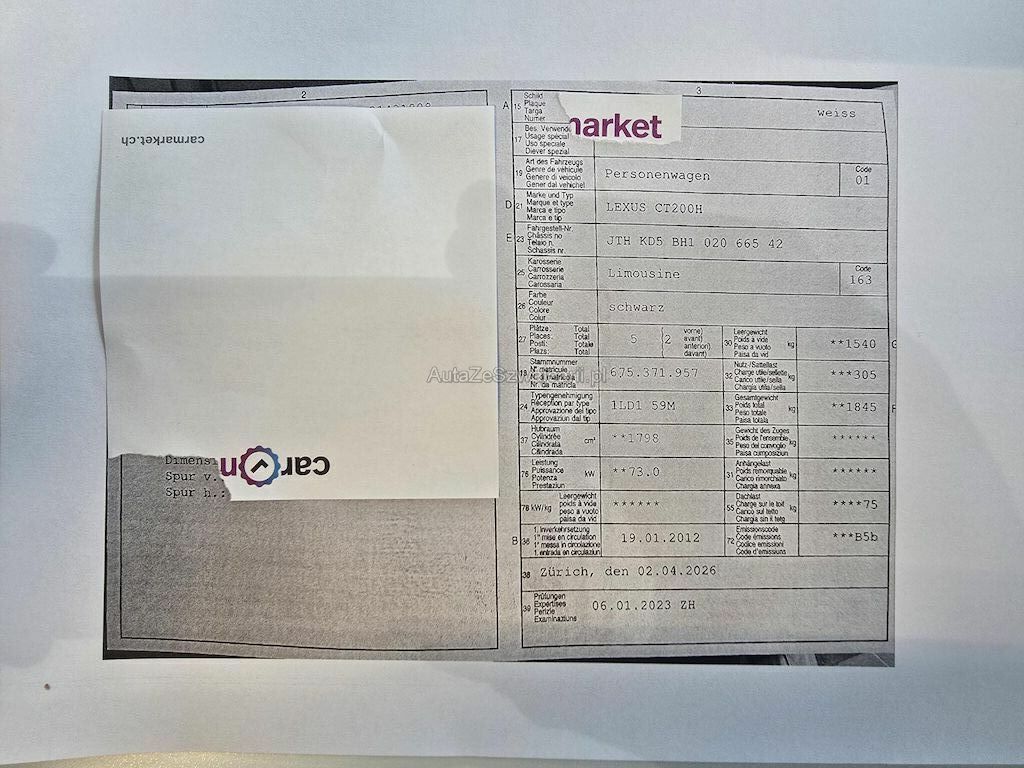 2
carmarket.ch
Dimensi
Spur v.
Spur h.:
car n
3
A 15 Schild
Plaque
Targa
Numer
market
weiss
17 Bes. Verwendu
Usage spécial
Uso speciale
Diever spezial
19 Art des Fahrzeugs
Genre de véhicule
Genere di veicolo
Gener dal vehichel
Personenwagen
Code
01
D 21 Marke und Typ
Marque et type
Marca e tipo
Marca e tip
LEXUS CT200H
E 23 Fahrgestell-Nr.
Châssis no
Telaio n.
Schassis nr.
JTH KD5 BH1 020 665 42
25 Karosserie
Carrosserie
Carrozzeria
Carossaria
Limousine
Code
163
26 Farbe
Couleur
Colore
Colur
schwarz
27 Plätze: Total
Places: Total
Posti: Totale
Plazs: Total
5 (2 vorne)
avant)
anteriori)
davant)
30 Leergewicht
Poids à vide kg
Peso a vuoto
Paisa da vid
**1540
18 Stammnummer
N° matricule
N. di matricola
Nr. da matricla
675.371.957
32 Nutz-/Sattellast
Charge utile/sellette kg
Carico utile/sella
Chargia utila/sella
***305
AutaZeSzwajcarii.pl
24 Typengenehmigung
Réception par type
Approvazione del tipo
Approvaziun dal tip
1LD1 59M
33 Gesamtgewicht
Poids total kg
Peso totale
Paisa totala
**1845
37 Hubraum
Cylindrée cm³
Cilindrata
Cilindrada
**1798
35 Gewicht des Zuges
Poids de l'ensemble kg
Peso del convoglio
Paisa cumposiziun
******
76 Leistung
Puissance kW
Potenza
Prestaziun
**73.0
31 Anhängelast
Poids remorquable kg
Carico rimorchiato
Chargia annexa
******
78 kW/kg Leergewicht
poids à vide
peso a vuoto
paisa da vid
******
55 Dachlast
Charge sur le toit kg
Carico sul tetto
Chargia sin il tetg
****75
B 36 1. Inverkehrsetzung
1re mise en circulation
1a messa in circolazione
1. entrada en circulaziun
19.01.2012
72 Emissionscode
Code émissions
Codice emissioni
Code d'emissiuns
***B5b
38 Zürich, den 02.04.2026
39 Prüfungen
Expertises
Perizie
Examinaziuns
06.01.2023 ZH